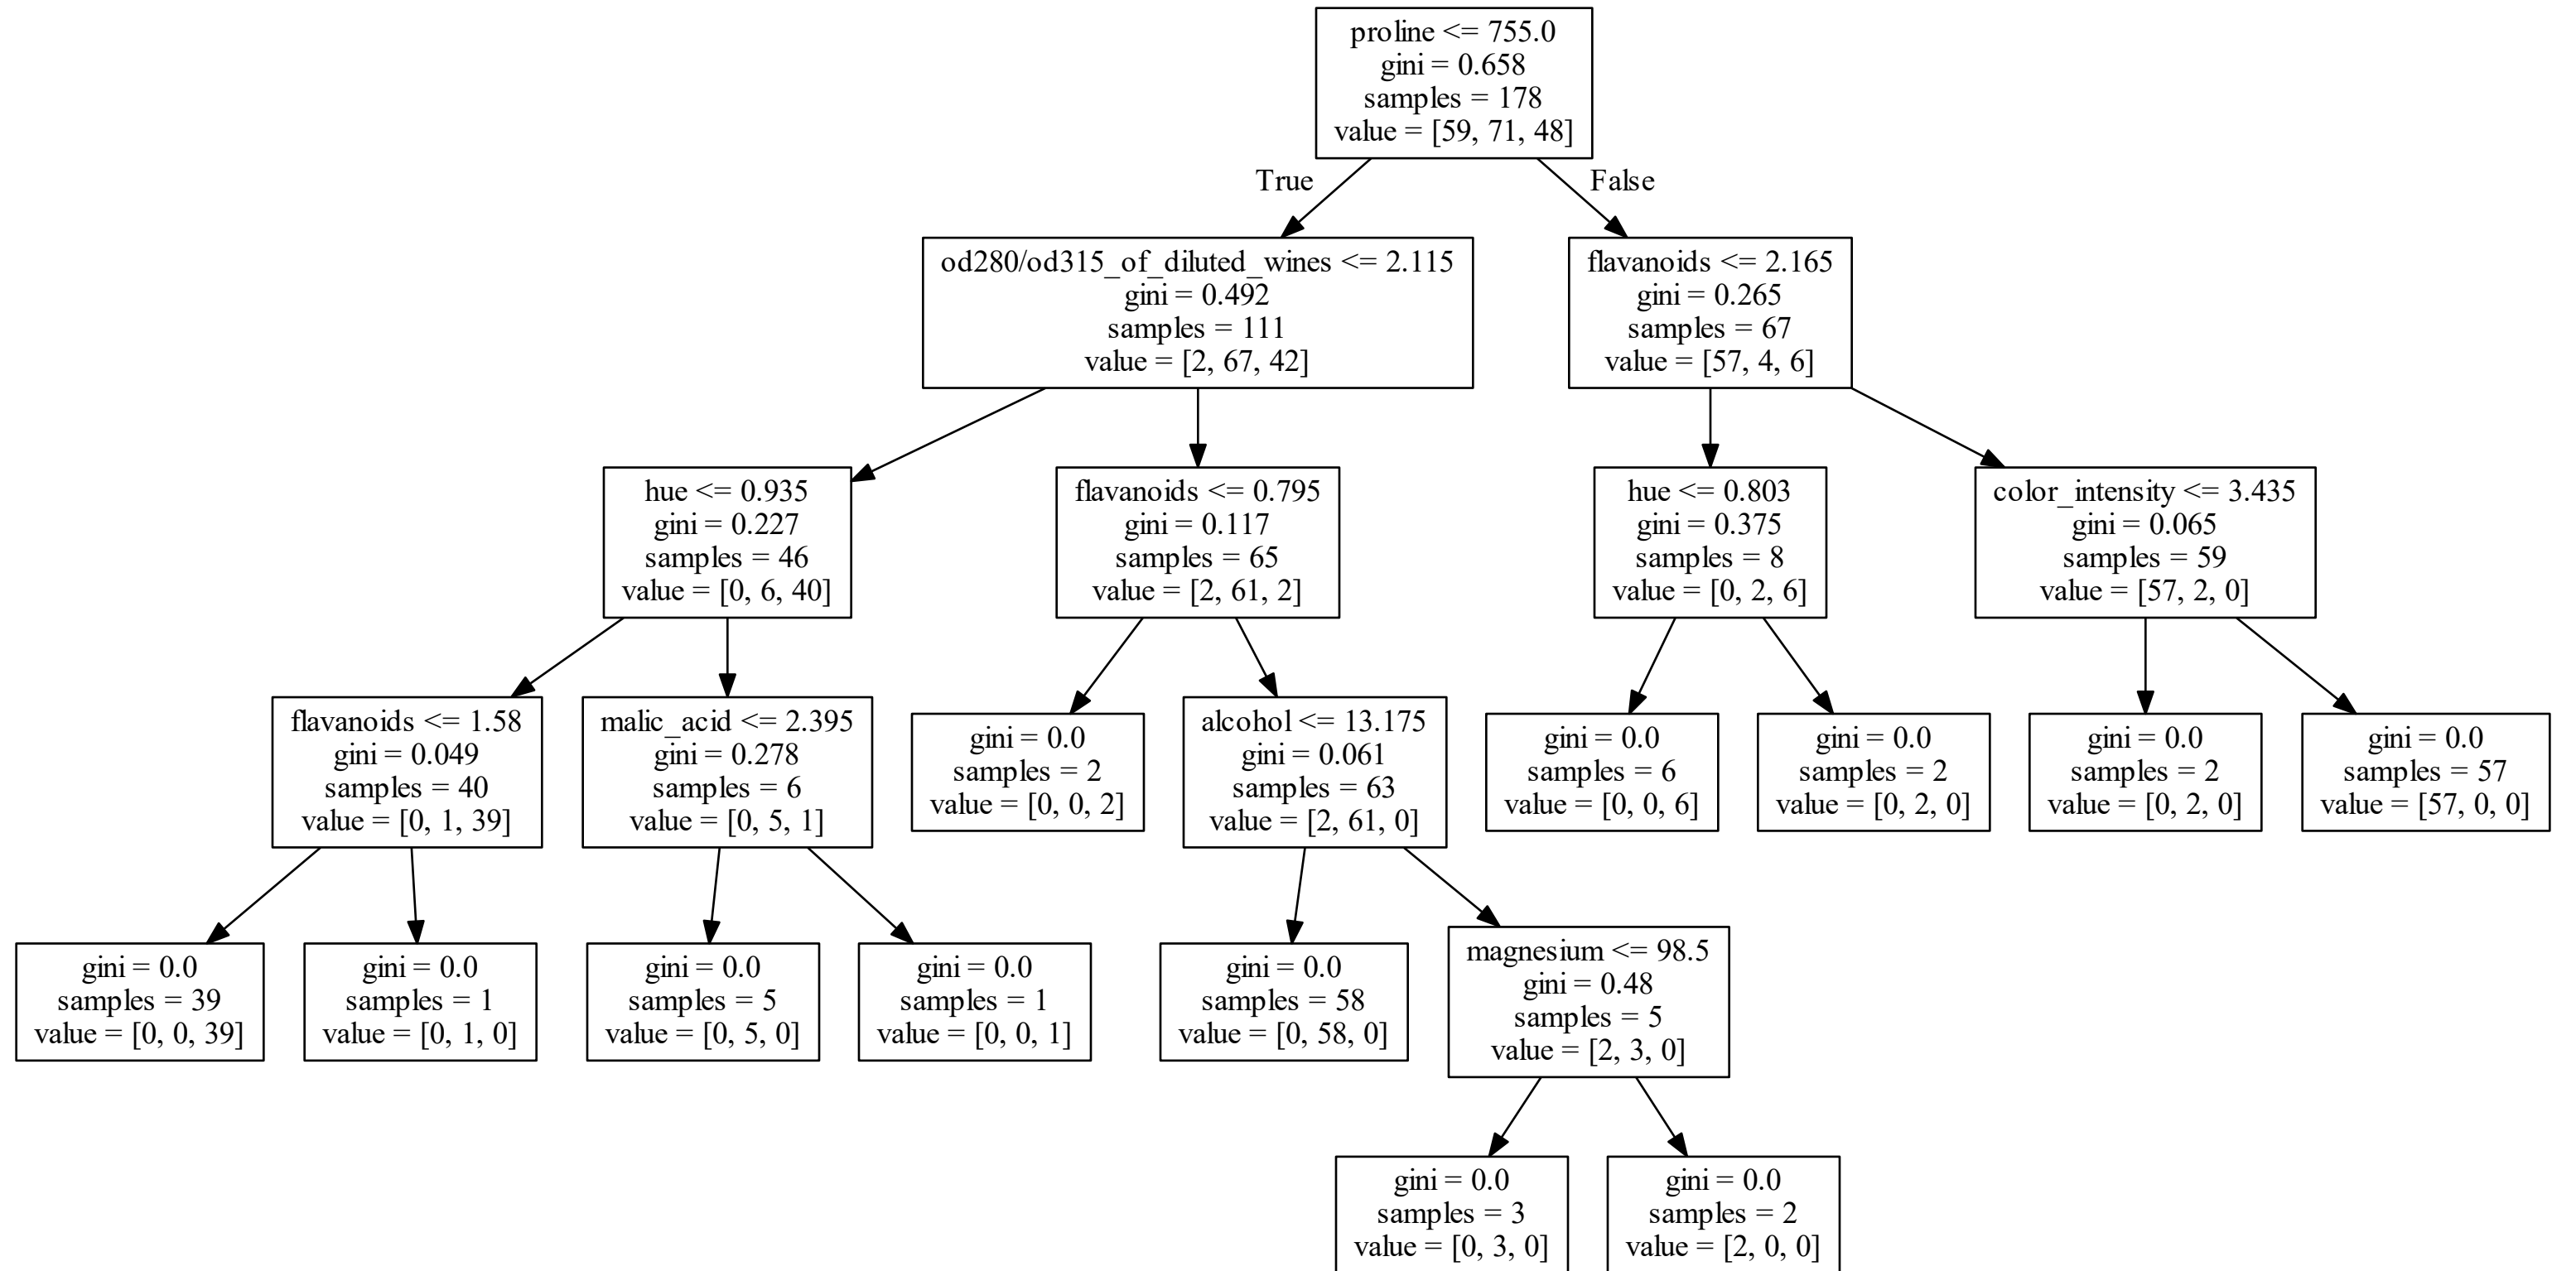 proline <= 755.0
gini = 0.658
samples = 178
value = [59, 71, 48]
True
False
od280/od315_of_diluted_wines <= 2.115
gini = 0.492
samples = 111
value = [2, 67, 42]
flavanoids <= 2.165
gini = 0.265
samples = 67
value = [57, 4, 6]
hue <= 0.935
gini = 0.227
samples = 46
value = [0, 6, 40]
flavanoids <= 0.795
gini = 0.117
samples = 65
value = [2, 61, 2]
hue <= 0.803
gini = 0.375
samples = 8
value = [0, 2, 6]
color_intensity <= 3.435
gini = 0.065
samples = 59
value = [57, 2, 0]
flavanoids <= 1.58
gini = 0.049
samples = 40
value = [0, 1, 39]
malic_acid <= 2.395
gini = 0.278
samples = 6
value = [0, 5, 1]
gini = 0.0
samples = 2
value = [0, 0, 2]
alcohol <= 13.175
gini = 0.061
samples = 63
value = [2, 61, 0]
gini = 0.0
samples = 6
value = [0, 0, 6]
gini = 0.0
samples = 2
value = [0, 2, 0]
gini = 0.0
samples = 2
value = [0, 2, 0]
gini = 0.0
samples = 57
value = [57, 0, 0]
gini = 0.0
samples = 39
value = [0, 0, 39]
gini = 0.0
samples = 1
value = [0, 1, 0]
gini = 0.0
samples = 5
value = [0, 5, 0]
gini = 0.0
samples = 1
value = [0, 0, 1]
gini = 0.0
samples = 58
value = [0, 58, 0]
magnesium <= 98.5
gini = 0.48
samples = 5
value = [2, 3, 0]
gini = 0.0
samples = 3
value = [0, 3, 0]
gini = 0.0
samples = 2
value = [2, 0, 0]